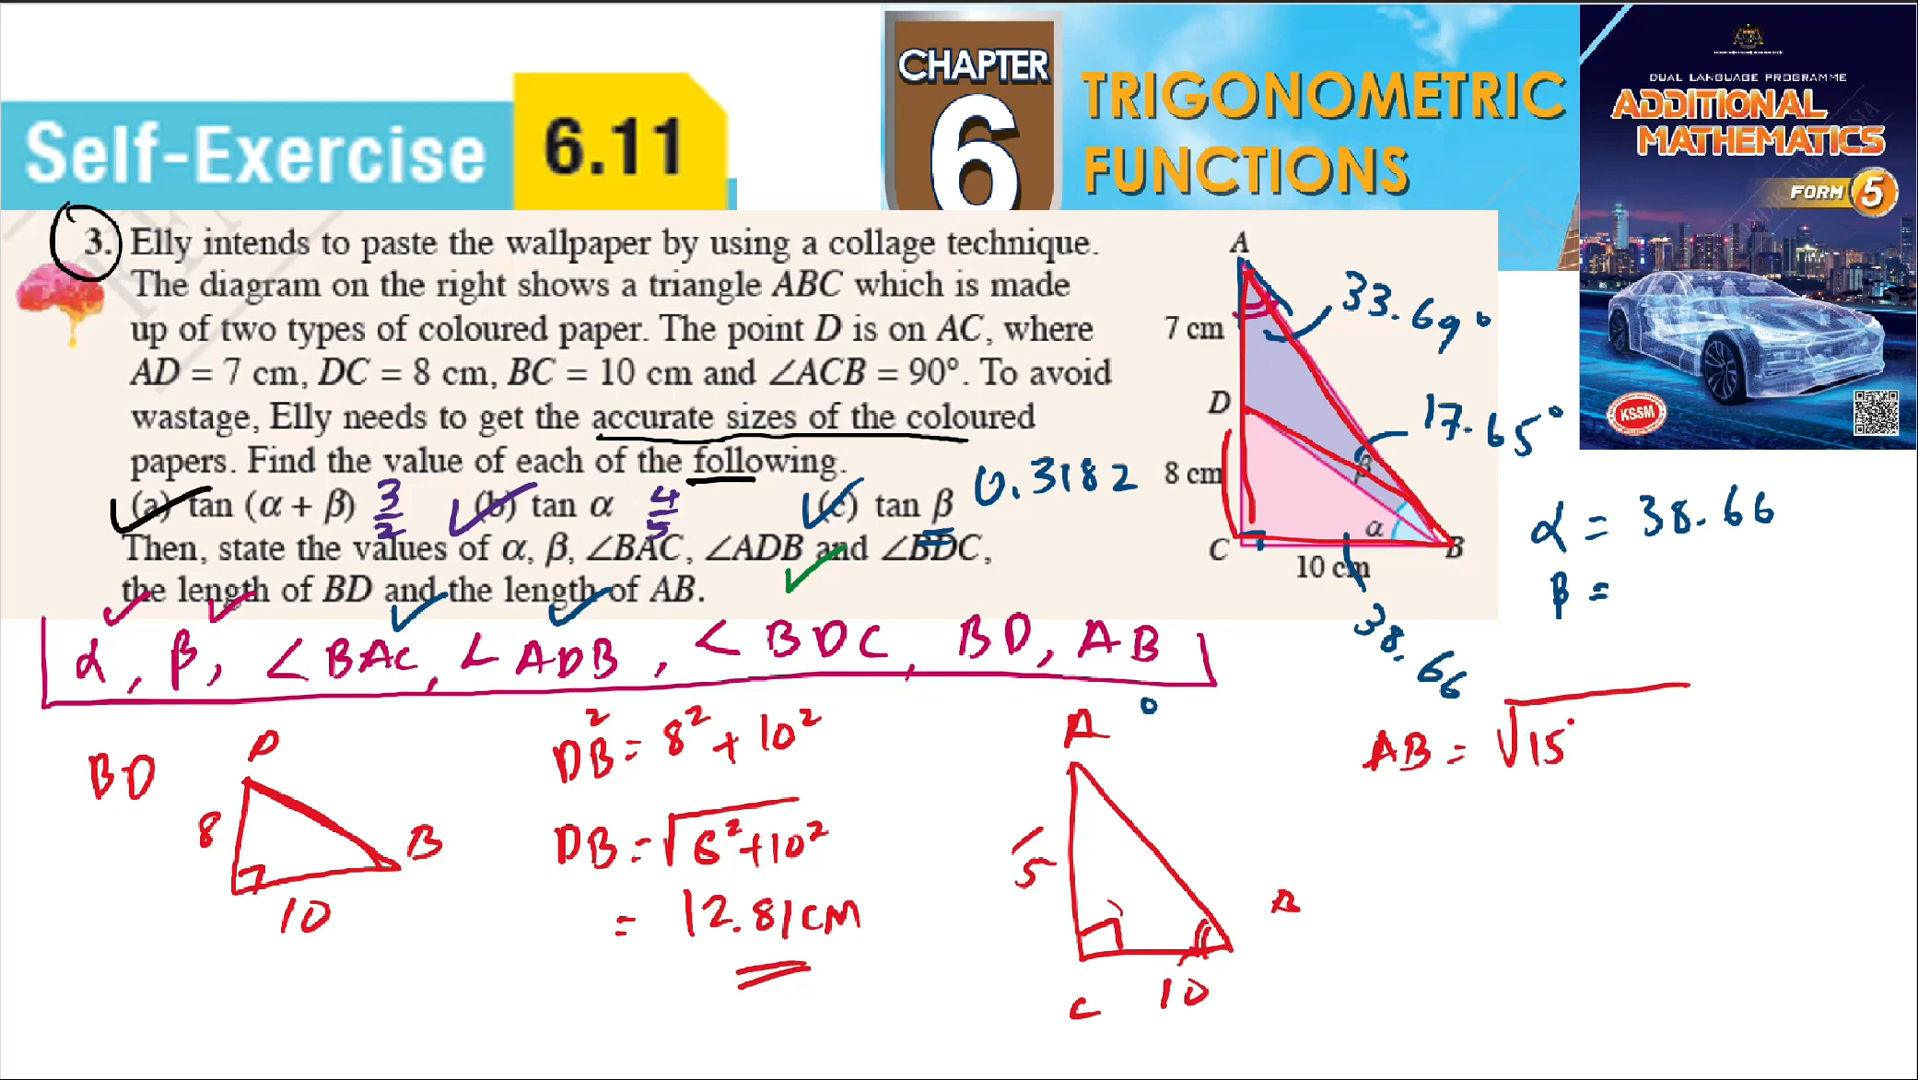 CHAPTER
6
TRIGONOMETRIC
FUNCTIONS
DUAL LANGUAGE PROGRAMME
ADDITIONAL
MATHEMATICS
FORM 5
KSSM
Self-Exercise 6.11
3. Elly intends to paste the wallpaper by using a collage technique.
The diagram on the right shows a triangle ABC which is made
up of two types of coloured paper. The point D is on AC, where
AD = 7 cm, DC = 8 cm, BC = 10 cm and ∠ACB = 90°. To avoid
wastage, Elly needs to get the accurate sizes of the coloured
papers. Find the value of each of the following.
(a) tan (α + β) 3/2 (b) tan α 4/5 (c) tan β 0.3182
Then, state the values of α, β, ∠BAC, ∠ADB and ∠BDC,
the length of BD and the length of AB.
A
33.69°
7 cm
D
17.65°
8 cm
β
α
C
B
10 cm
38.66
α = 38.66
β =
α, β, ∠BAC, ∠ADB, ∠BDC, BD, AB
BD
D
8
B
10
DB² = 8² + 10²
DB = √8²+10²
= 12.81cm
A
15
B
C
10
AB = √15